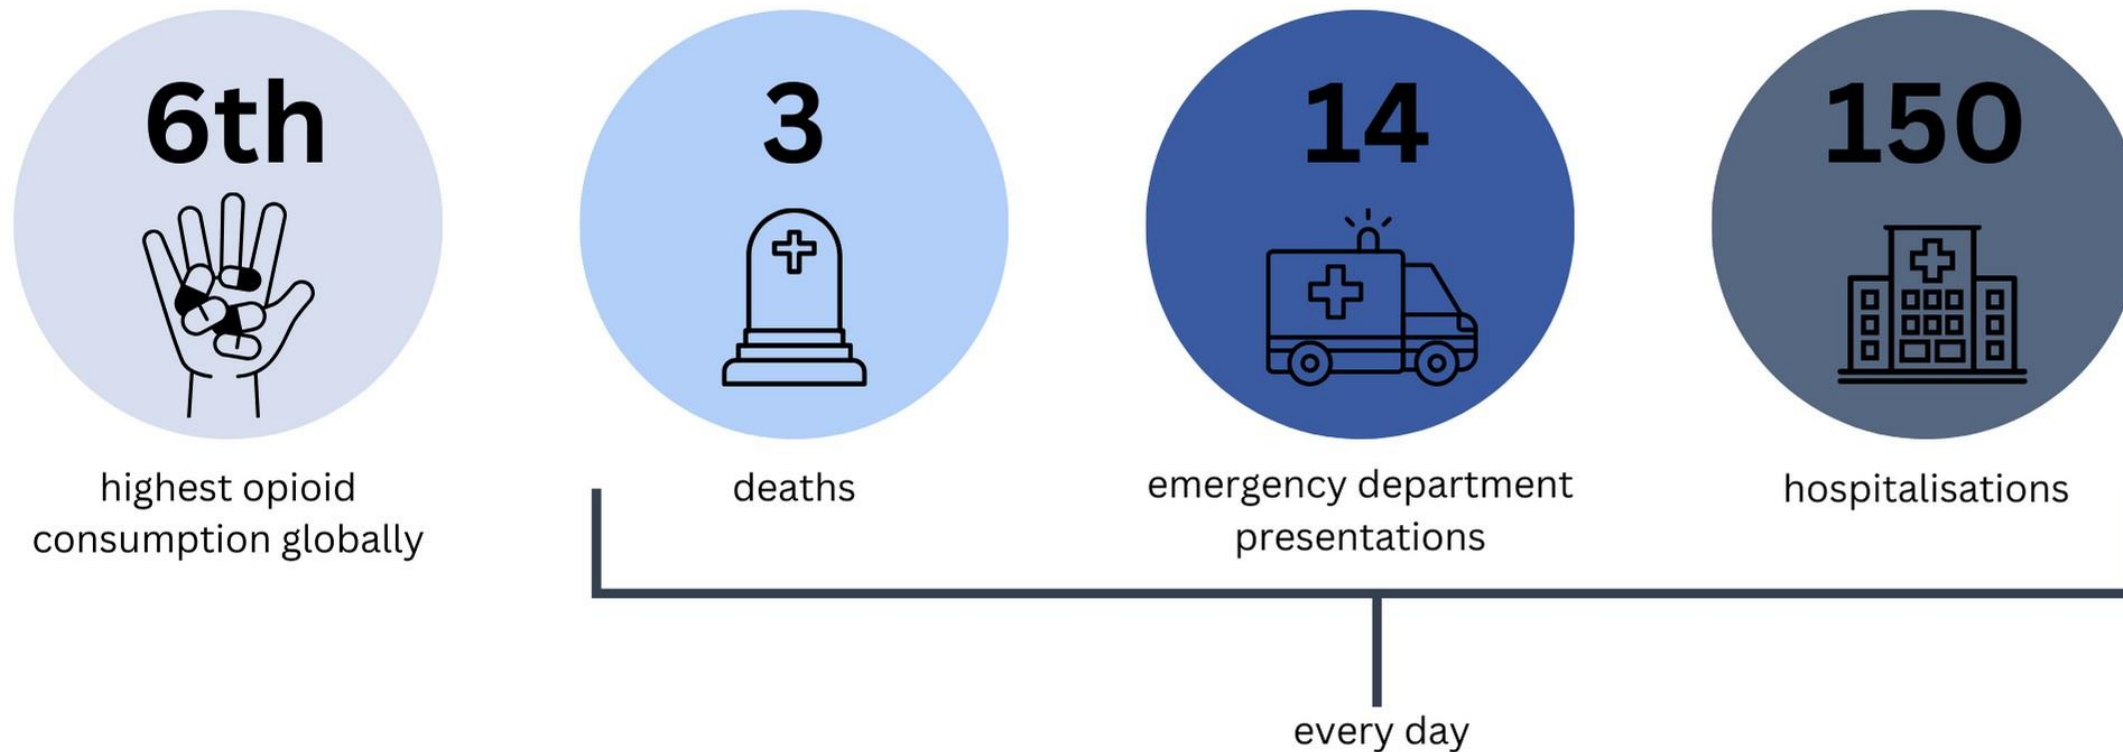 6th
highest opioid
consumption globally
3
deaths
14
emergency department
presentations
150
hospitalisations
every day